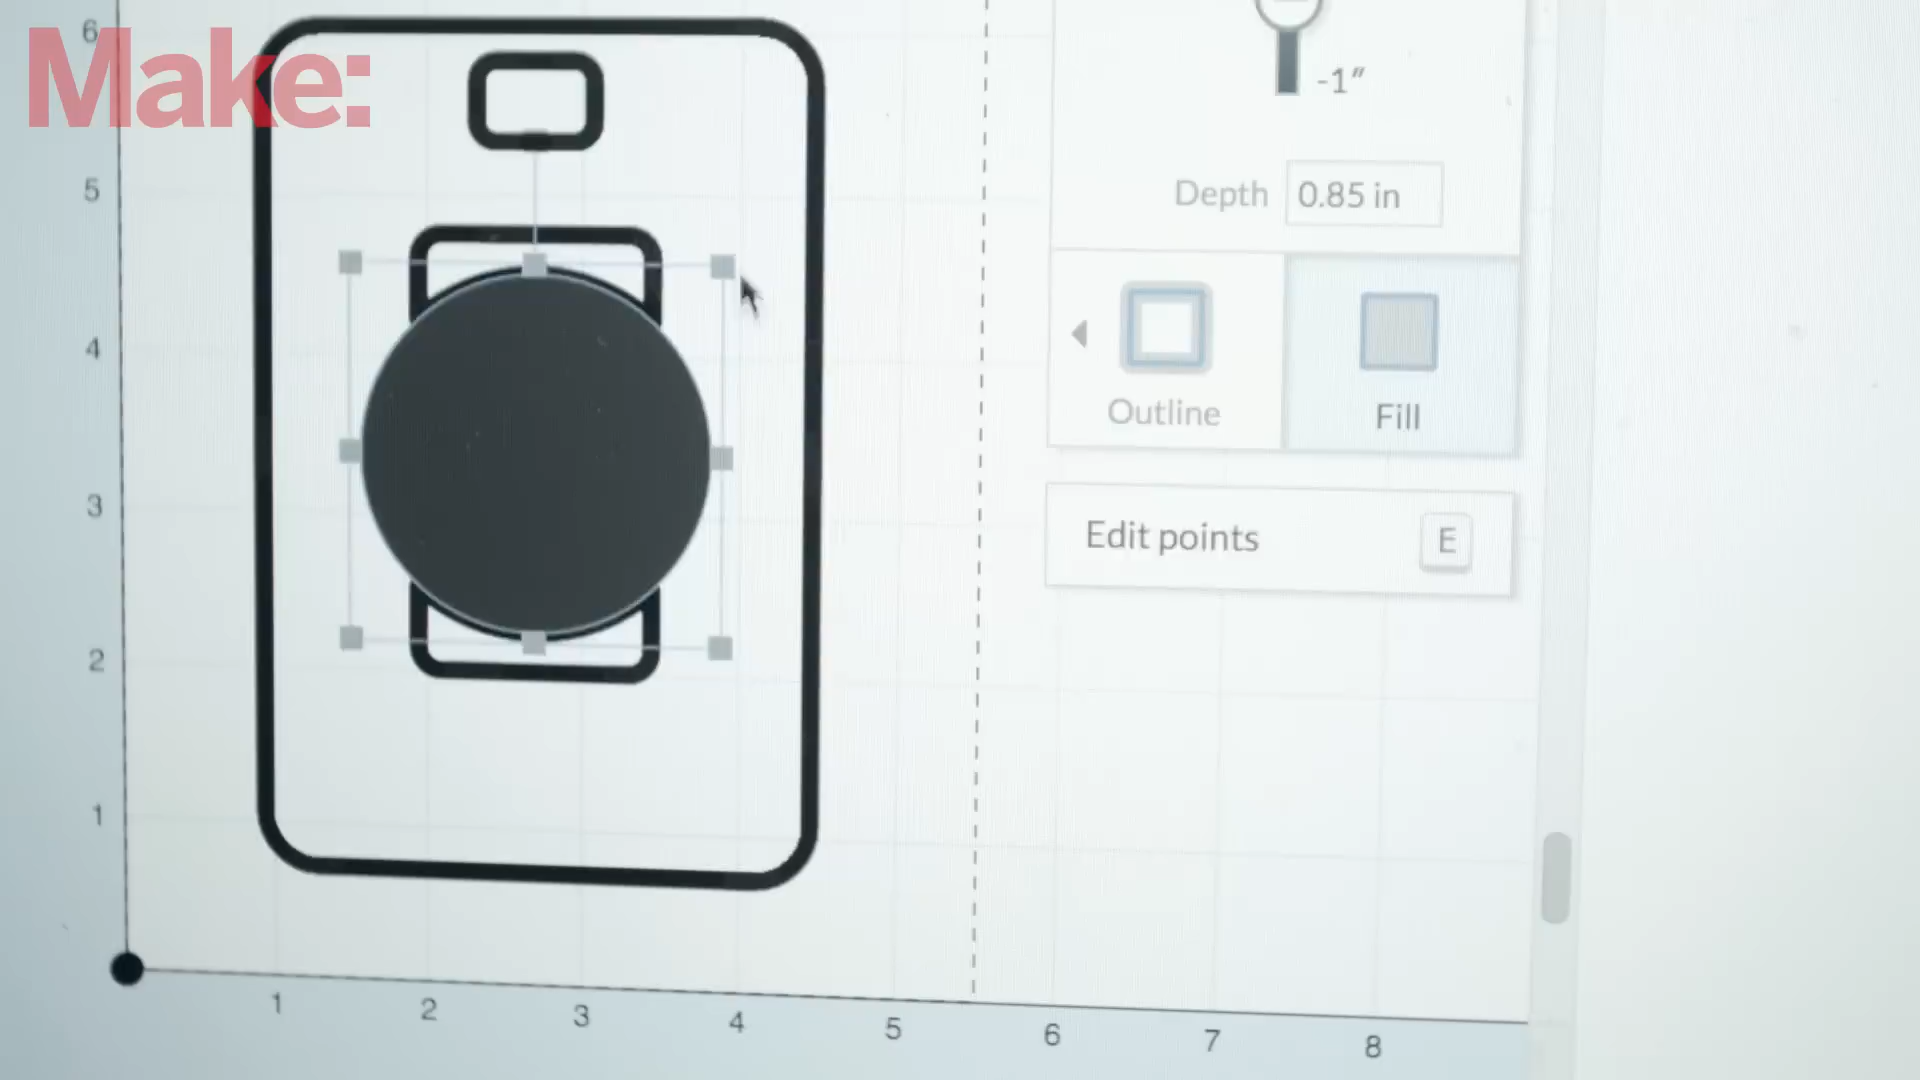 Make:
6
5
4
3
2
1
1 2 3 4 5 6 7 8
-1"
Depth 0.85 in
Outline Fill
Edit points E